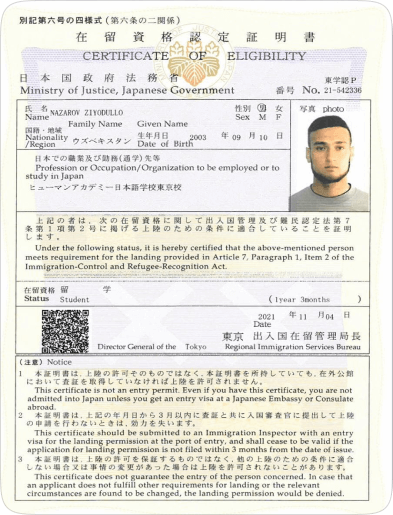 別記第六号の四様式(第六条の二関係)
在留資格認定証明書
CERTIFICATE OF ELIGIBILITY
日本国政府法務省
東学認P
Ministry of Justice, Japanese Government
番号 No. 21-542336
氏名 NAZAROV ZIYODULLO
Name
Family Name Given Name
性別 男 女
Sex M F
写真 photo
国籍・地域
Nationality
/Region
ウズベキスタン
生年月日 2003 年 09 月 10 日
Date of Birth
日本での職業及び勤務(通学)先等
Profession or Occupation/Organization to be employed or to
study in Japan
ヒューマンアカデミー日本語学校東京校
上記の者は、次の在留資格に関して出入国管理及び難民認定法第7
条第1項第2号に掲げる上陸のための条件に適合していることを証明
します。
Under the following status, it is hereby certified that the above-mentioned person
meets requirement for the landing provided in Article 7, Paragraph 1, Item 2 of the
Immigration-Control and Refugee-Recognition Act.
在留資格 留学
Status Student
(1year 3months )
2021 年 11 月 04 日
Date
東京 出入国在留管理局長
Director General of the Tokyo Regional Immigration Services Bureau
(注意) Notice
1 本証明書は、上陸の許可そのものではなく、本証明書を所持していても、在外公館
において査証を取得していなければ上陸を許可されません。
This certificate is not an entry permit. Even if you have this certificate, you are not
admitted into Japan unless you get an entry visa at a Japanese Embassy or Consulate
abroad.
2 本証明書は、上記の年月日から3月以内に査証と共に入国審査官に提出して上陸
の申請を行わないときは、効力を失います。
This certificate should be submitted to an Immigration Inspector with an entry
visa for the landing permission at the port of entry, and shall cease to be valid if the
application for landing permission is not filed within 3 months from the date of issue.
3 本証明書は、上陸の許可を保証するものではなく、他の上陸のための条件に適合
しない場合又は事情の変更があった場合は上陸を許可されないことがあります。
This certificate does not guarantee the entry of the person concerned. In case that
an applicant does not fulfill other requirements for landing or the relevant
circumstances are found to be changed, the landing permission would be denied.